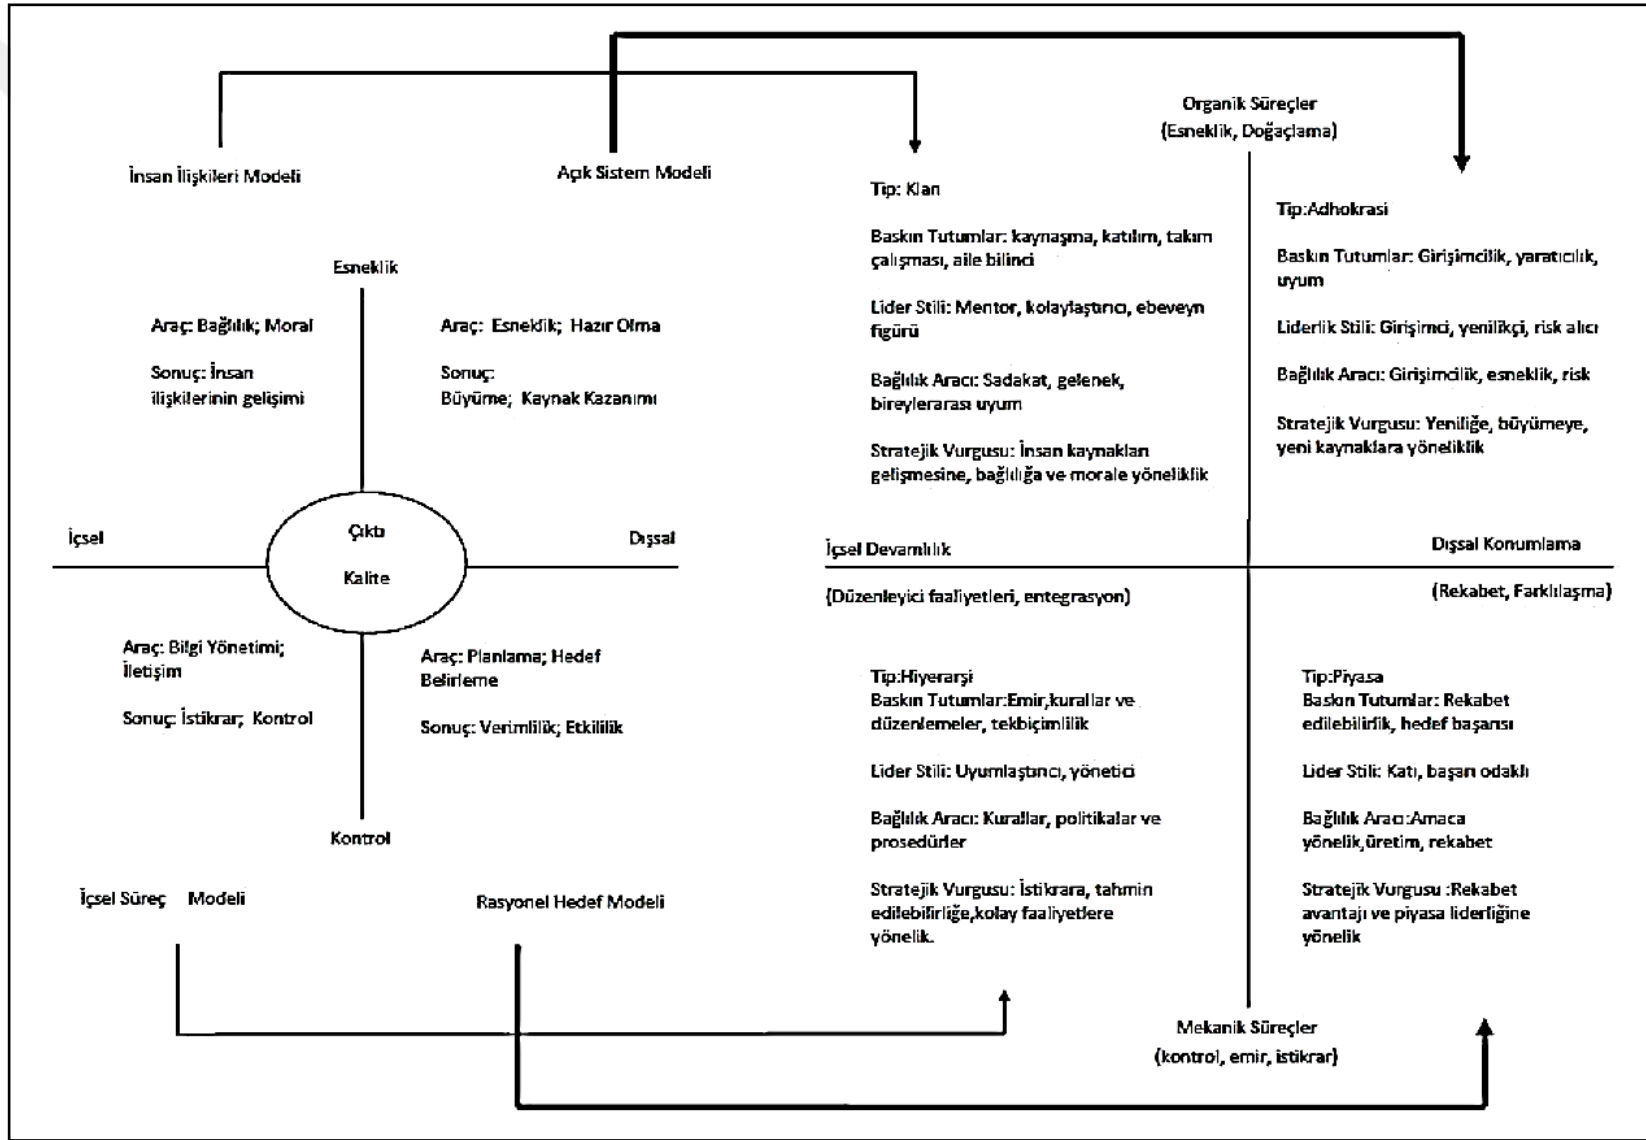 İnsan İlişkileri Modeli
Açık Sistem Modeli
Esneklik
Araç: Bağlılık; Moral
Sonuç: İnsan
ilişkilerinin gelişimi
Araç: Esneklik; Hazır Olma
Sonuç:
Büyüme; Kaynak Kazanımı
İçsel
Çıktı
Kalite
Dışsal
Araç: Bilgi Yönetimi;
İletişim
Sonuç: İstikrar; Kontrol
Araç: Planlama; Hedef
Belirleme
Sonuç: Verimlilik; Etkililik
Kontrol
İçsel Süreç Modeli
Rasyonel Hedef Modeli
Organik Süreçler
(Esneklik, Doğaçlama)
Tip: Klan
Baskın Tutumlar: kaynaşma, katılım, takım
çalışması, aile bilinci
Lider Stili: Mentor, kolaylaştırıcı, ebeveyn
figürü
Bağlılık Aracı: Sadakat, gelenek,
bireylerarası uyum
Stratejik Vurgusu: İnsan kaynakları
gelişmesine, bağlılığa ve morale yöneliklik
Tip:Adhokrasi
Baskın Tutumlar: Girişimcilik, yaratıcılık,
uyum
Liderlik Stili: Girişimci, yenilikçi, risk alıcı
Bağlılık Aracı: Girişimcilik, esneklik, risk
Stratejik Vurgusu: Yeniliğe, büyümeye,
yeni kaynaklara yöneliklik
İçsel Devamlılık
(Düzenleyici faaliyetleri, entegrasyon)
Dışsal Konumlama
(Rekabet, Farklılaşma)
Tip:Hiyerarşi
Baskın Tutumlar:Emir,kurallar ve
düzenlemeler, tekbiçimlilik
Lider Stili: Uyumlaştırıcı, yönetici
Bağlılık Aracı: Kurallar, politikalar ve
prosedürler
Stratejik Vurgusu: İstikrara, tahmin
edilebilirliğe,kolay faaliyetlere
yönelik.
Tip:Piyasa
Baskın Tutumlar: Rekabet
edilebilirlik, hedef başarısı
Lider Stili: Katı, başarı odaklı
Bağlılık Aracı:Amaca
yönelik,üretim, rekabet
Stratejik Vurgusu :Rekabet
avantajı ve piyasa liderliğine
yönelik
Mekanik Süreçler
(kontrol, emir, istikrar)